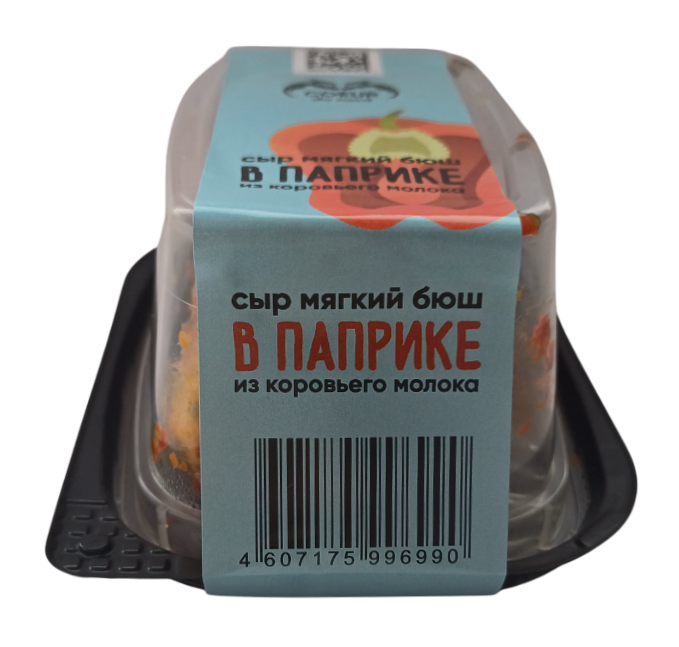 сыр мягкий бюш
В ПАПРИКЕ
из коровьего молока
сыр мягкий бюш
В ПАПРИКЕ
из коровьего молока
4 607175 996990